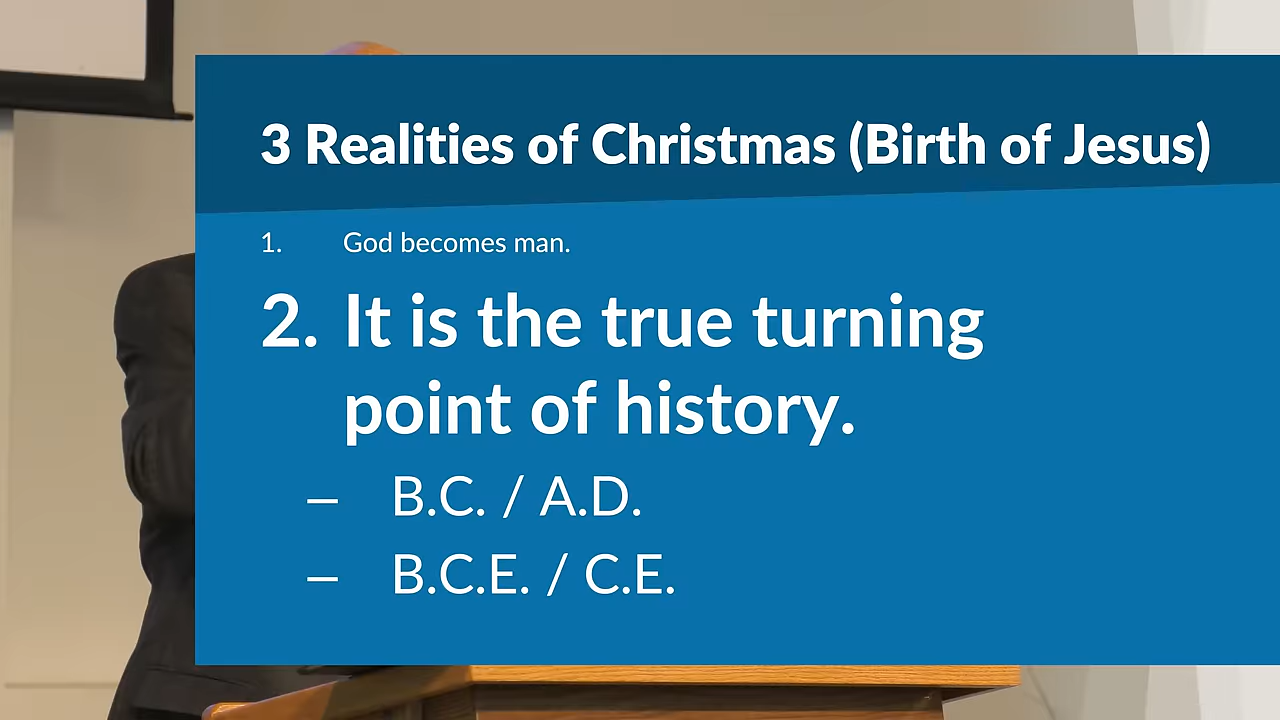 3 Realities of Christmas (Birth of Jesus)
1. God becomes man.
2. It is the true turning
point of history.
– B.C. / A.D.
– B.C.E. / C.E.